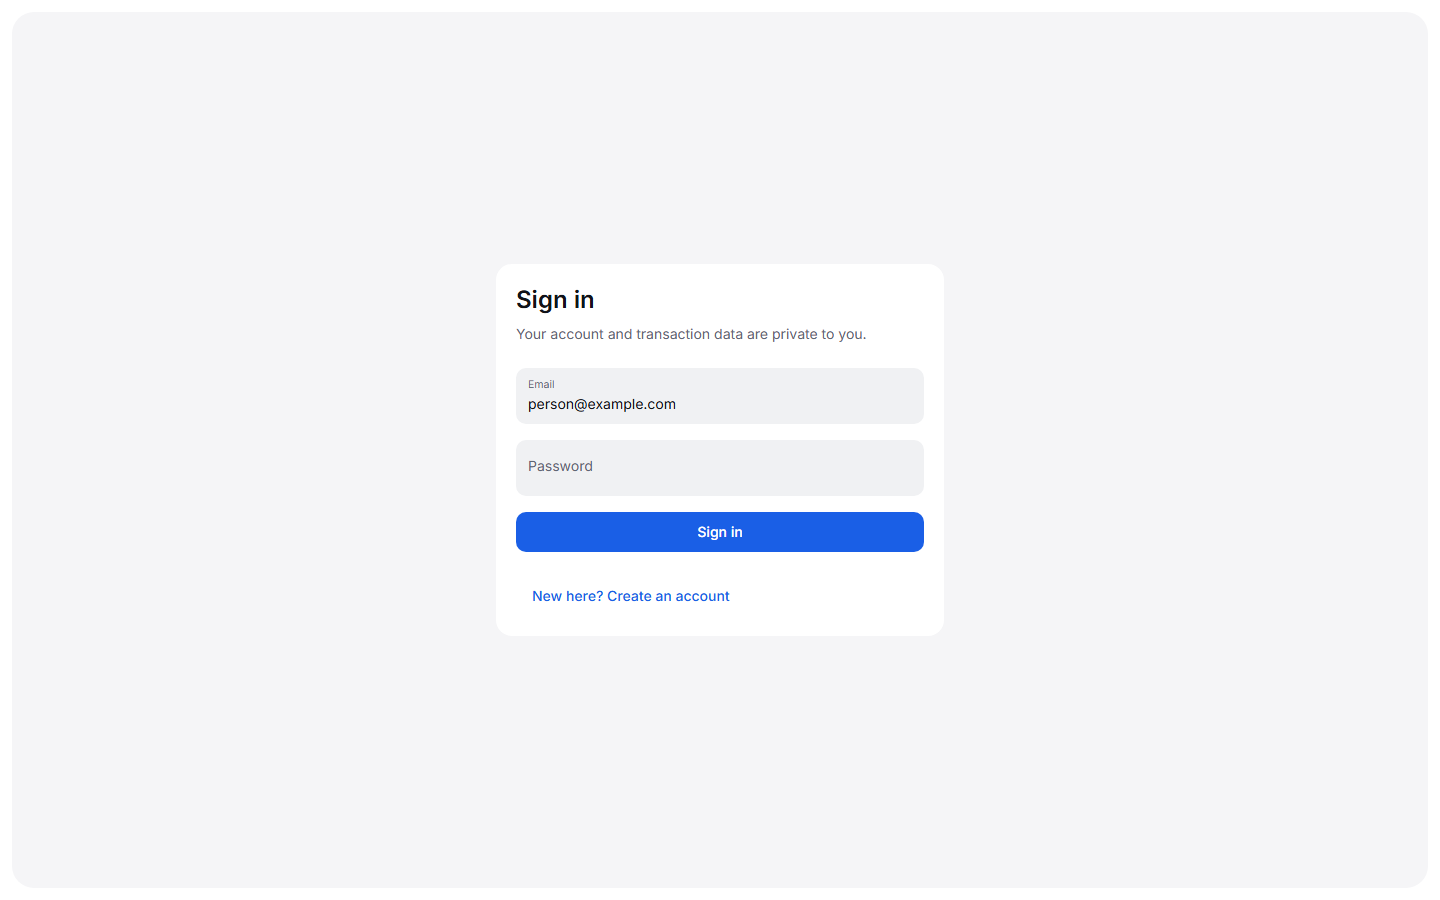 Sign in
Your account and transaction data are private to you.
Email
person@example.com
Password
Sign in
New here? Create an account